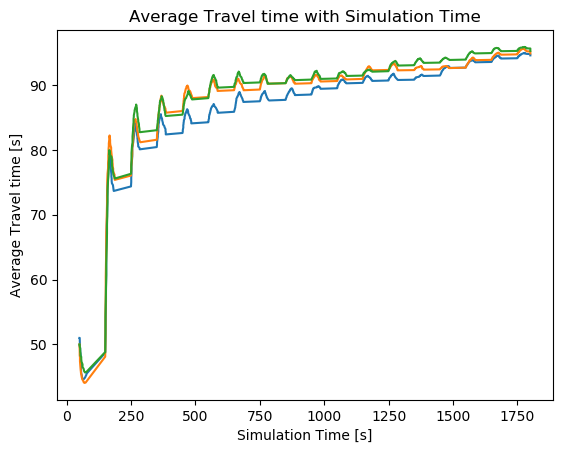 Average Travel time with Simulation Time
Average Travel time [s]
90
80
70
60
50
0 250 500 750 1000 1250 1500 1750
Simulation Time [s]